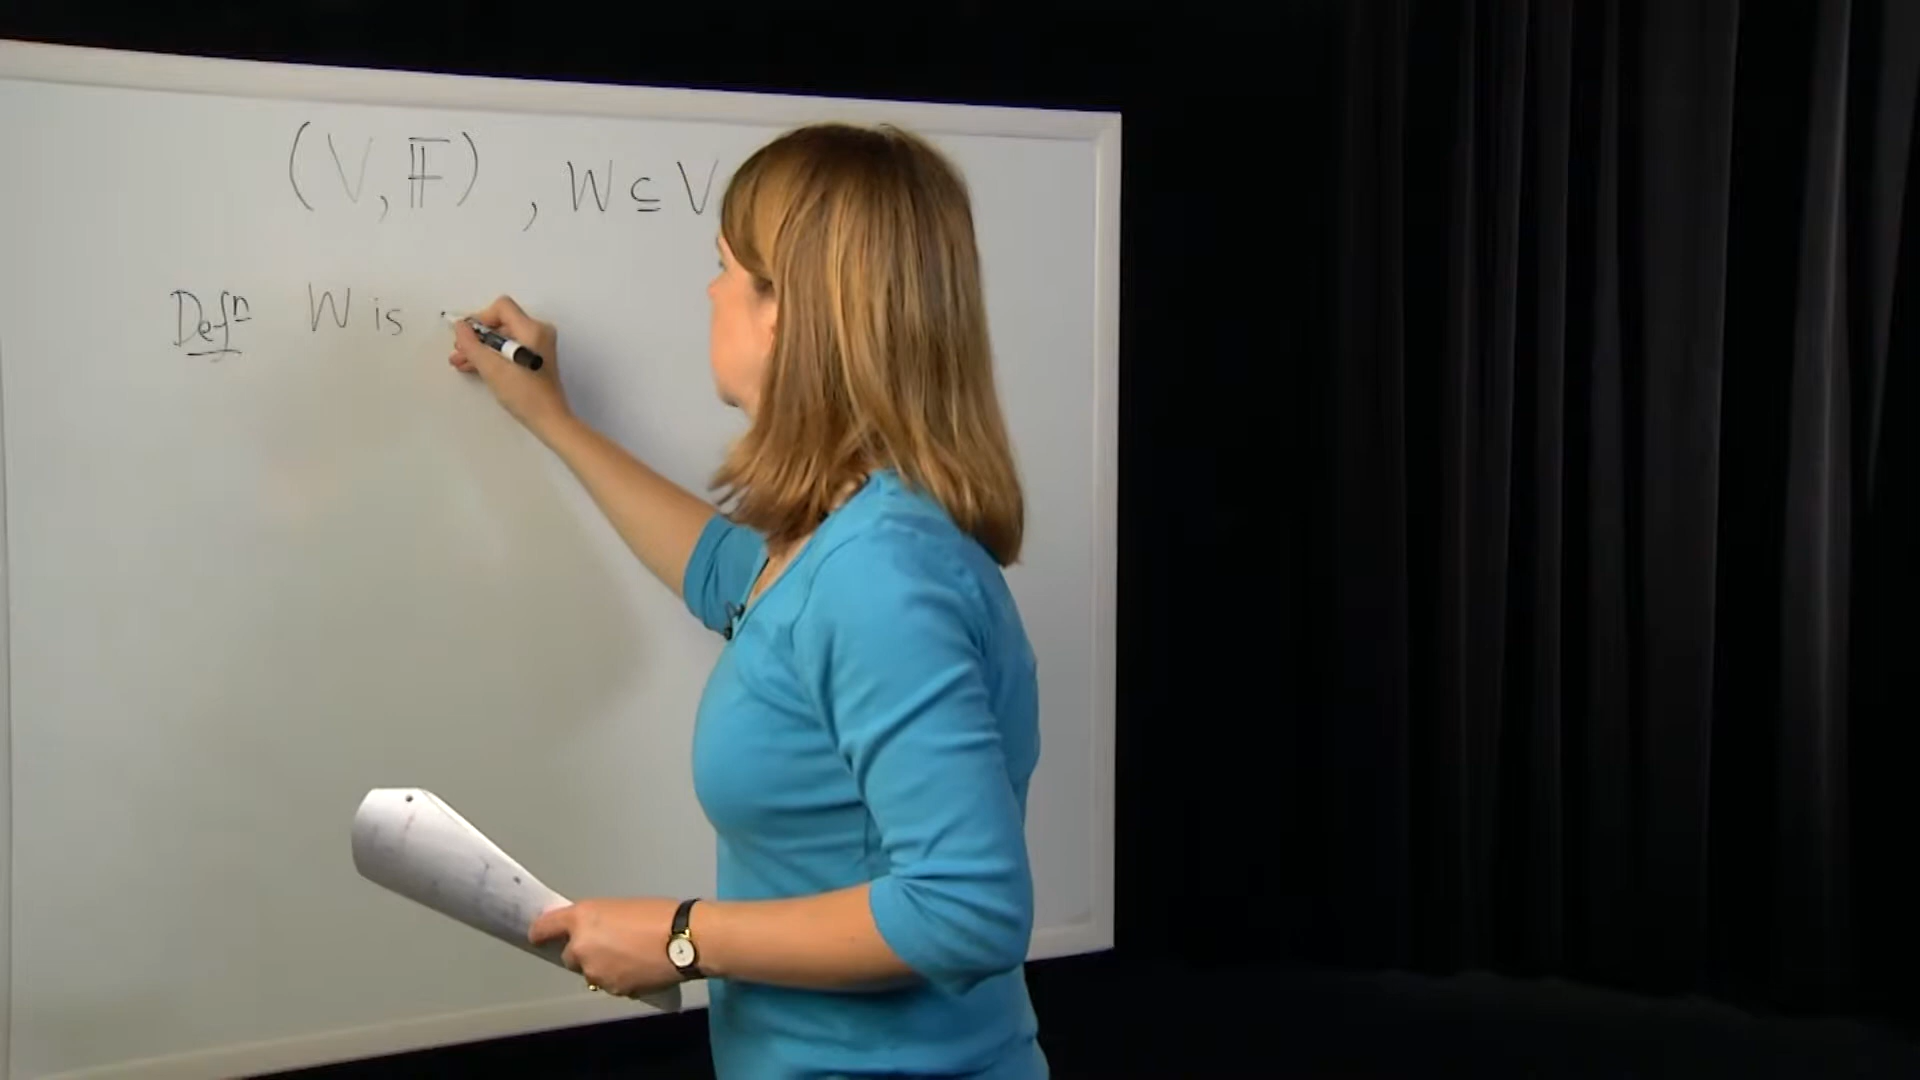 (V, 𝔽) , W ⊆ V
Defⁿ W is